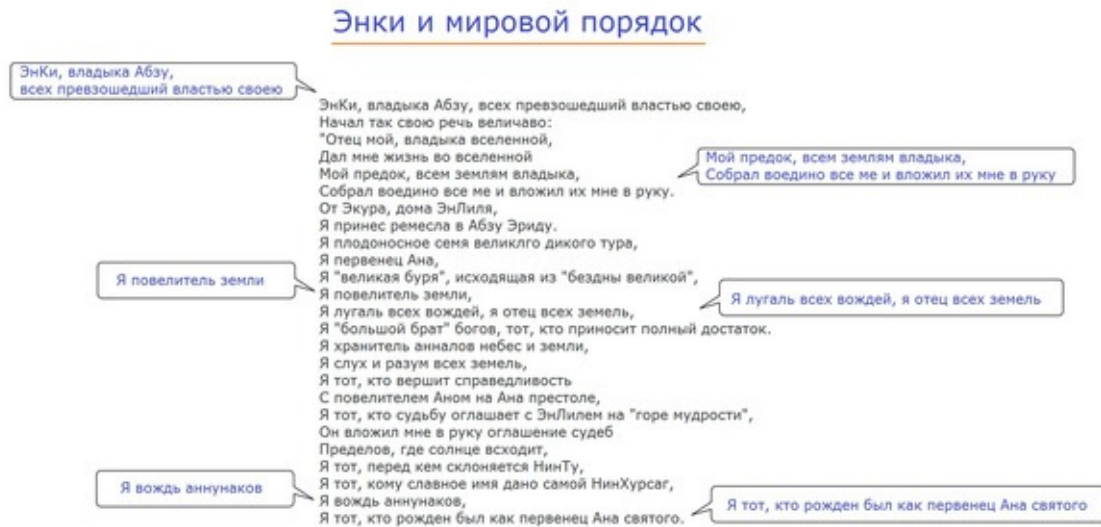 Энки и мировой порядок
ЭнКи, владыка Абзу,
всех превзошедший властью своею
ЭнКи, владыка Абзу, всех превзошедший властью своею,
Начал так свою речь величаво:
"Отец мой, владыка вселенной,
Дал мне жизнь во вселенной
Мой предок, всем землям владыка,
Собрал воедино все ме и вложил их мне в руку.
Мой предок, всем землям владыка,
Собрал воедино все ме и вложил их мне в руку
От Экура, дома ЭнЛиля,
Я принес ремесла в Абзу Эриду.
Я плодоносное семя великлго дикого тура,
Я первенец Ана,
Я "великая буря", исходящая из "бездны великой",
Я повелитель земли
Я повелитель земли,
Я лугаль всех вождей, я отец всех земель,
Я лугаль всех вождей, я отец всех земель
Я "большой брат" богов, тот, кто приносит полный достаток.
Я хранитель анналов небес и земли,
Я слух и разум всех земель,
Я тот, кто вершит справедливость
С повелителем Аном на Ана престоле,
Я тот, кто судьбу оглашает с ЭнЛилем на "горе мудрости",
Он вложил мне в руку оглашение судеб
Пределов, где солнце всходит,
Я тот, перед кем склоняется НинТу,
Я тот, кому славное имя дано самой НинХурсаг,
Я вождь аннунаков
Я вождь аннунаков,
Я тот, кто рожден был как первенец Ана святого.
Я тот, кто рожден был как первенец Ана святого